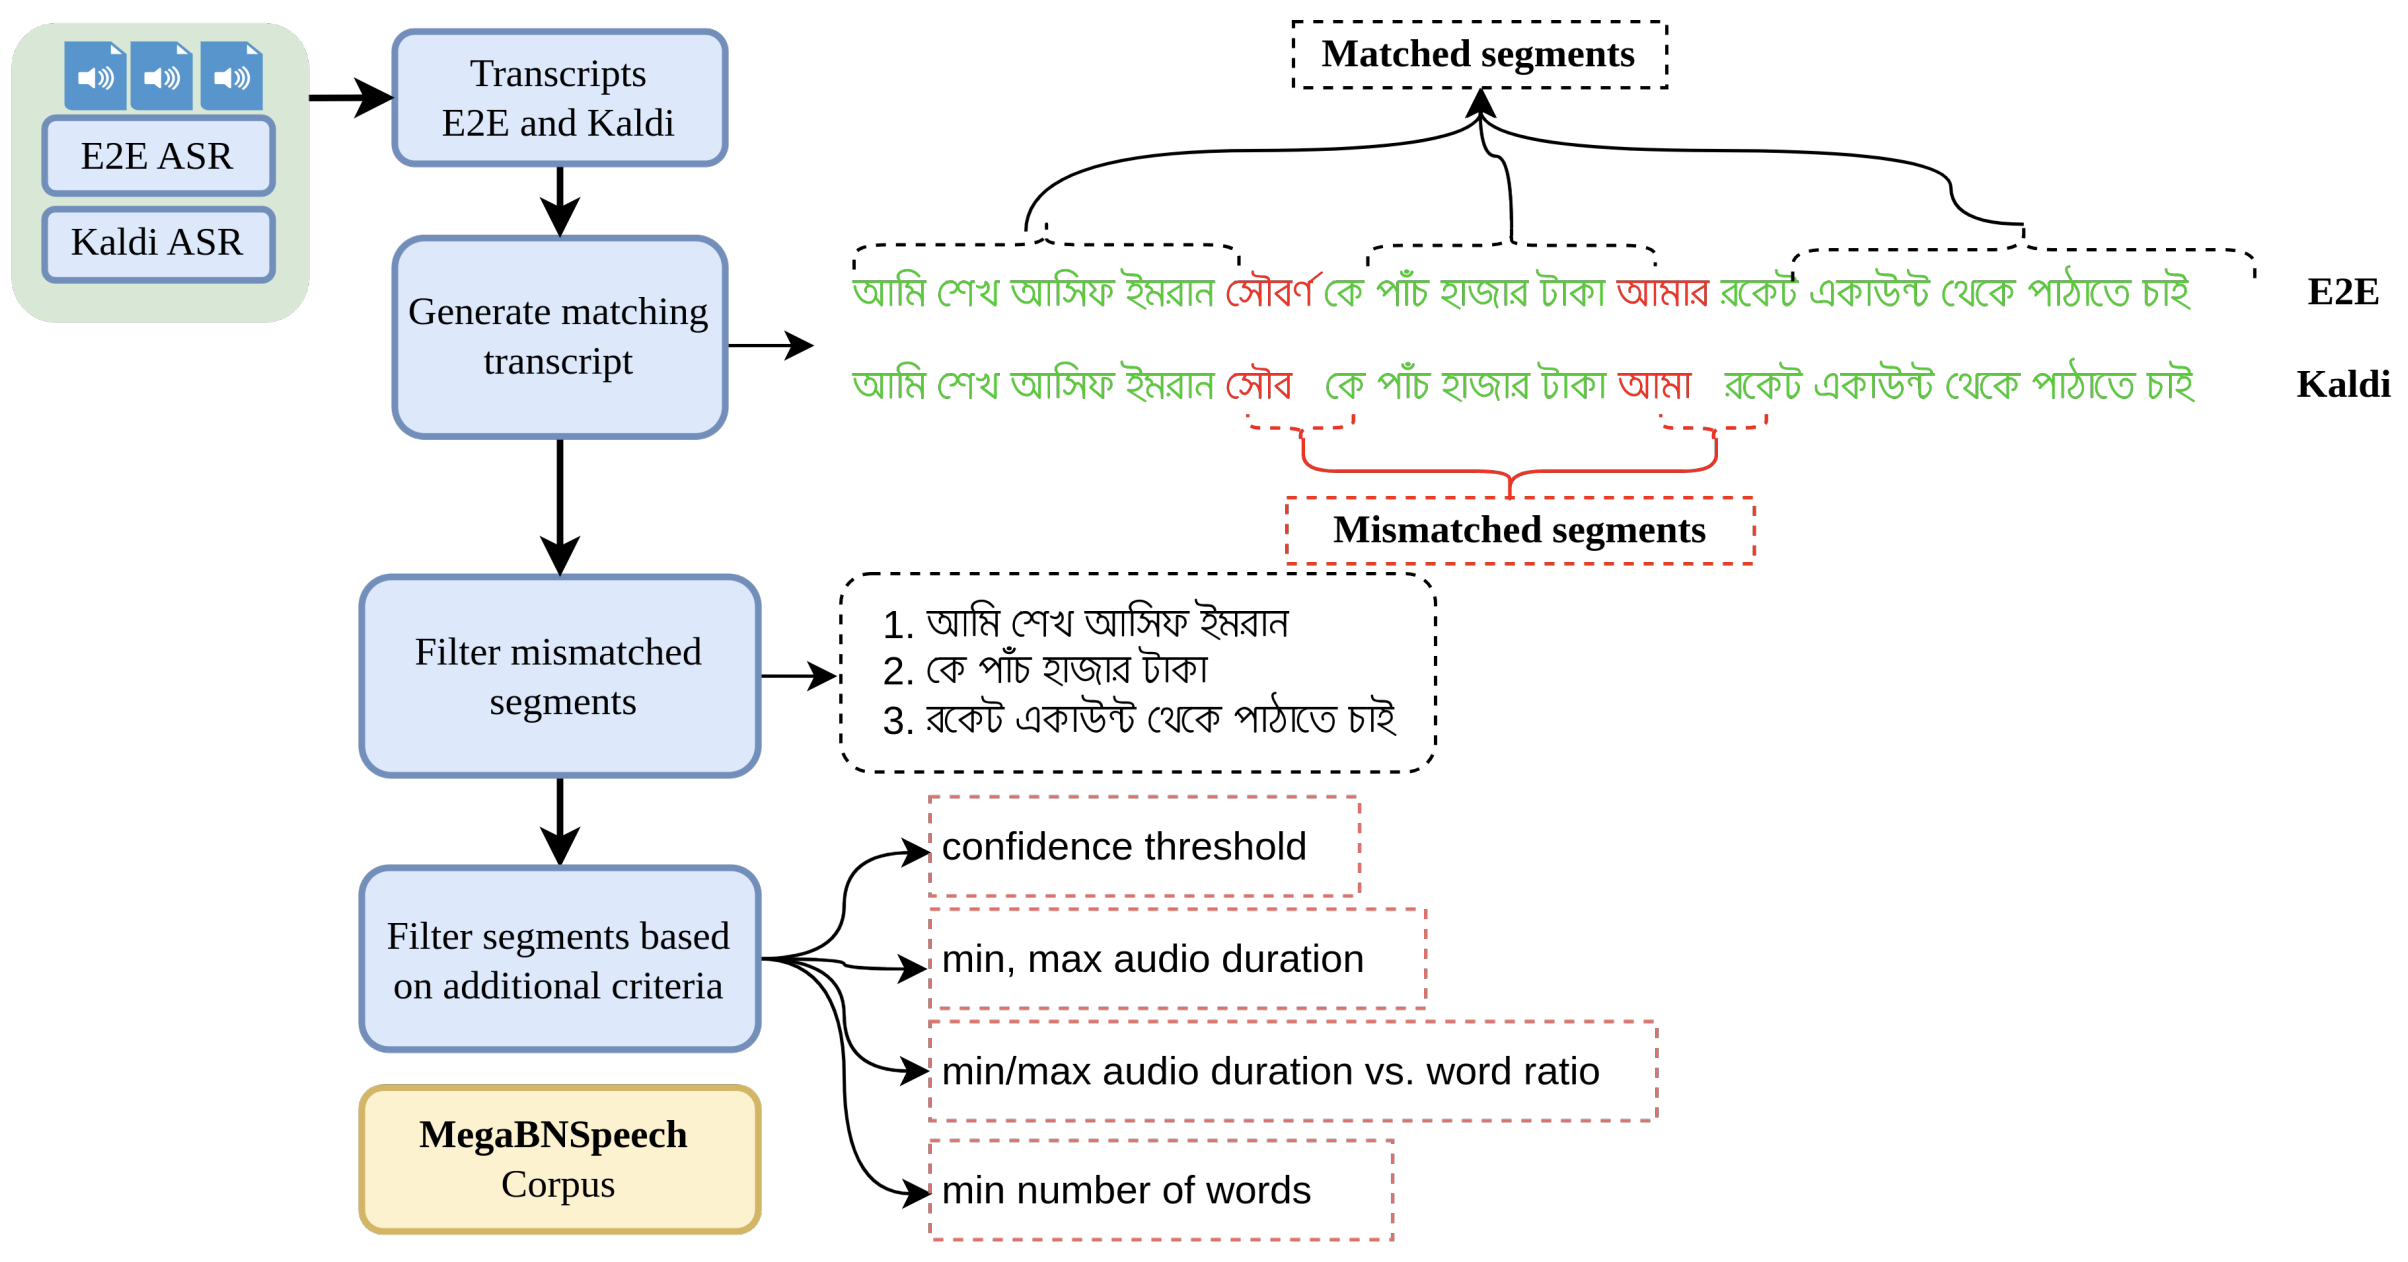 E2E ASR
Kaldi ASR
Transcripts
E2E and Kaldi
Generate matching
transcript
Matched segments
আমি শেখ আসিফ ইমরান সৌবর্ণ কে পাঁচ হাজার টাকা আমার রকেট একাউন্ট থেকে পাঠাতে চাই E2E
আমি শেখ আসিফ ইমরান সৌব কে পাঁচ হাজার টাকা আমা রকেট একাউন্ট থেকে পাঠাতে চাই Kaldi
Mismatched segments
Filter mismatched
segments
1. আমি শেখ আসিফ ইমরান
2. কে পাঁচ হাজার টাকা
3. রকেট একাউন্ট থেকে পাঠাতে চাই
Filter segments based
on additional criteria
confidence threshold
min, max audio duration
min/max audio duration vs. word ratio
min number of words
MegaBNSpeech
Corpus